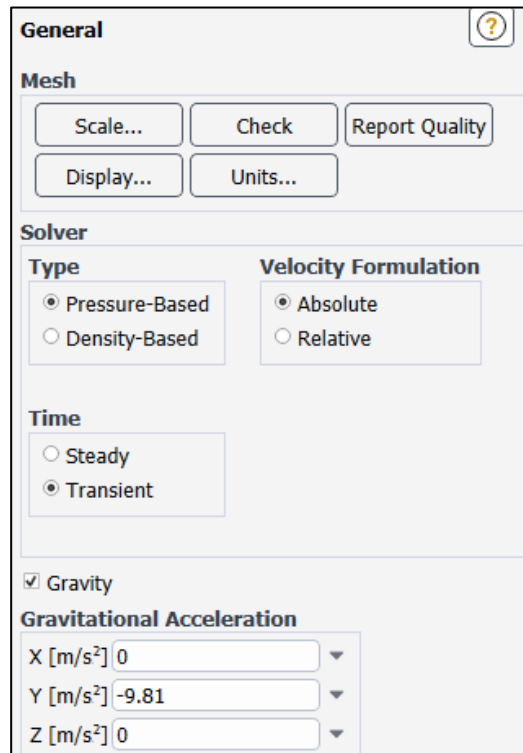 General
?
Mesh
Scale... Check Report Quality
Display... Units...
Solver
Type Velocity Formulation
Pressure-Based Absolute
Density-Based Relative
Time
Steady
Transient
Gravity
Gravitational Acceleration
X [m/s²] 0
Y [m/s²] -9.81
Z [m/s²] 0